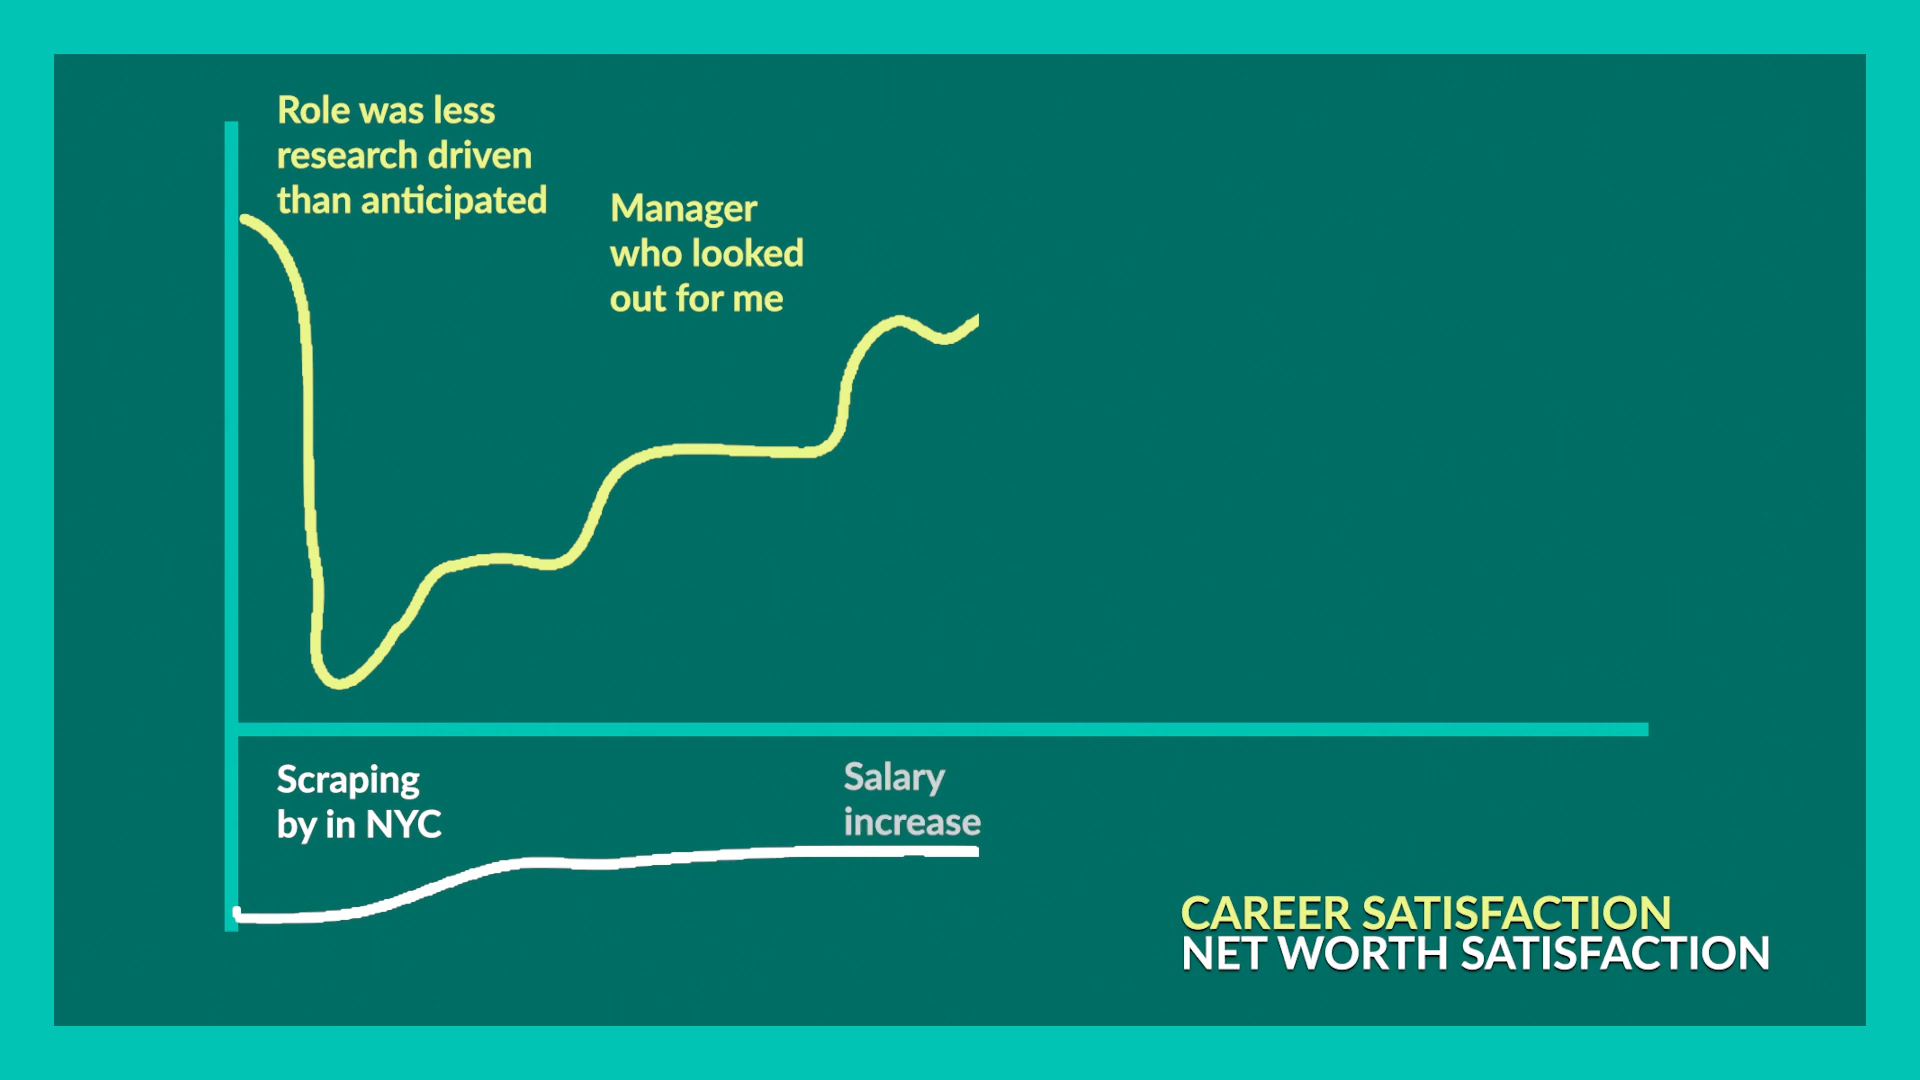 Role was less
research driven
than anticipated
Manager
who looked
out for me
Scraping
by in NYC
Salary
increase
CAREER SATISFACTION
NET WORTH SATISFACTION